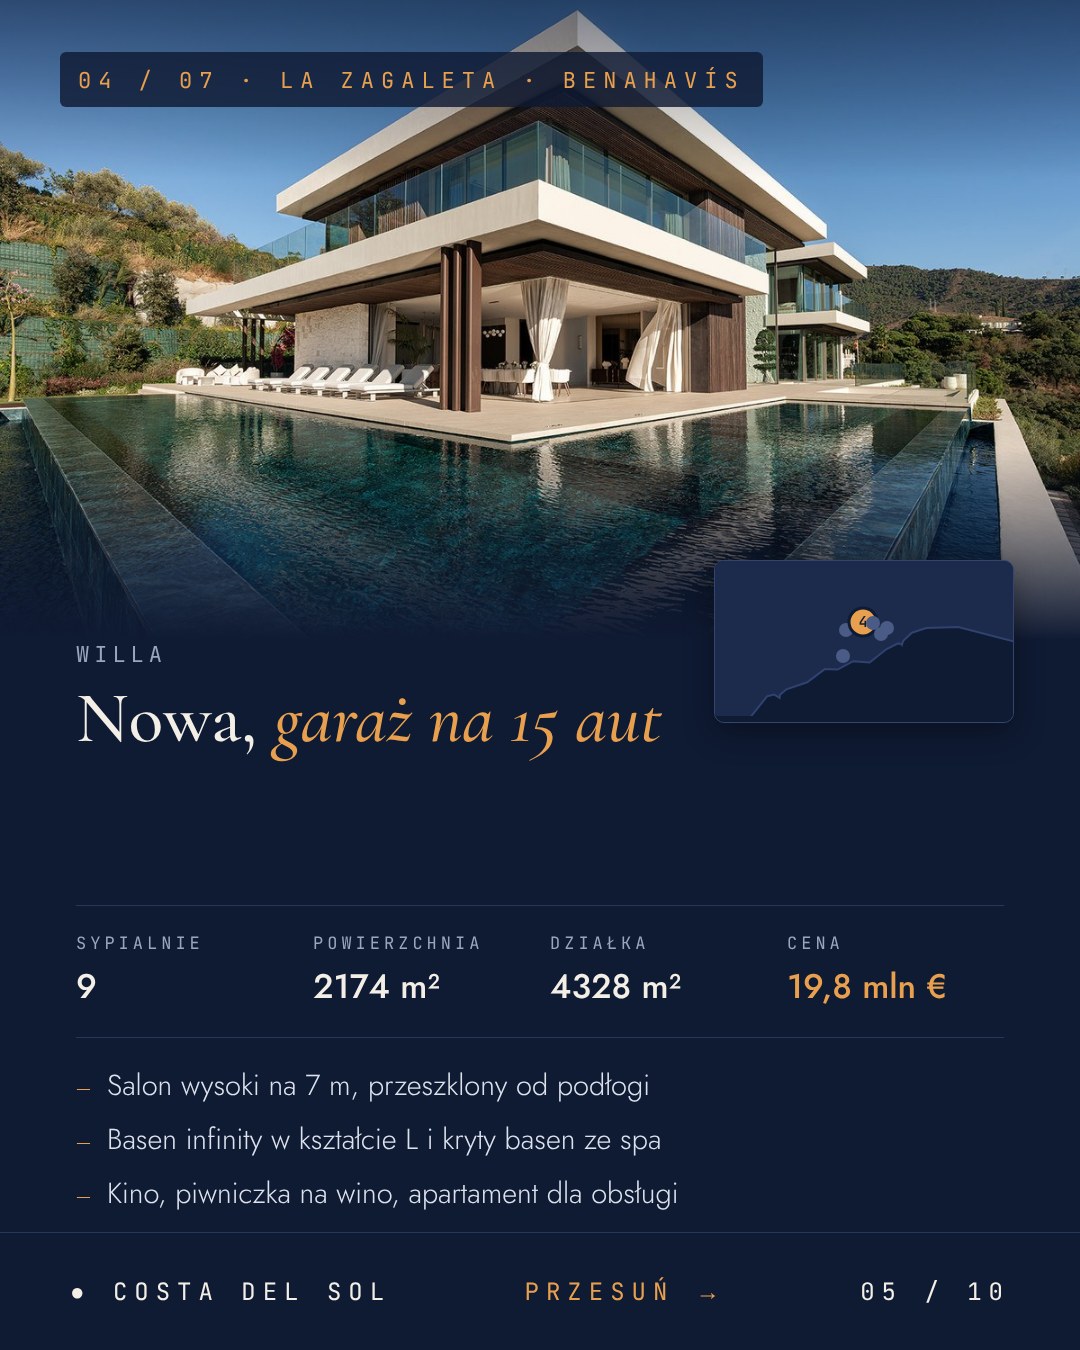 04 / 07 · LA ZAGALETA · BENAHAVÍS
4
WILLA
Nowa, garaż na 15 aut
SYPIALNIE POWIERZCHNIA DZIAŁKA CENA
9 2174 m² 4328 m² 19,8 mln €
– Salon wysoki na 7 m, przeszklony od podłogi
– Basen infinity w kształcie L i kryty basen ze spa
– Kino, piwniczka na wino, apartament dla obsługi
● COSTA DEL SOL PRZESUŃ → 05 / 10